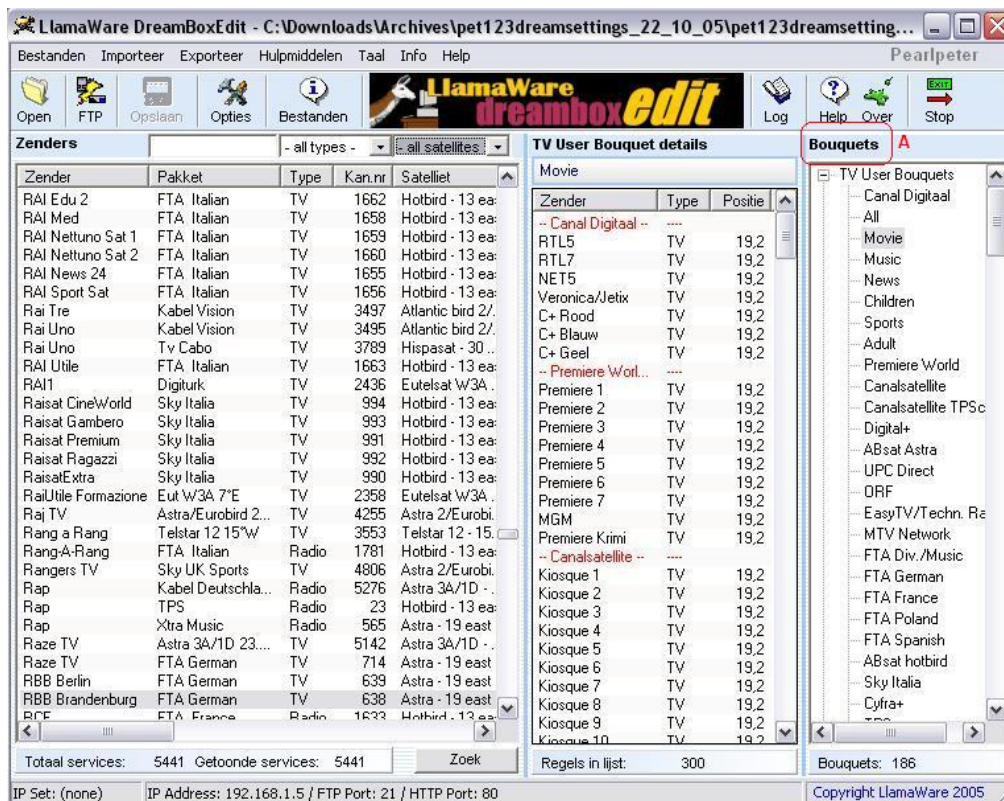 LlamaWare DreamBoxEdit - C:\Downloads\Archives\pet123dreamsettings_22_10_05\pet123dreamsetting...
Bestanden Importeer Exporteer Hulpmiddelen Taal Info Help Pearlpeter
LlamaWare
dreambox edit
Open FTP Opslaan Opties Bestanden Log Help Over Stop
EXIT
Zenders - all types - - all satellites
Zender Pakket Type Kan.nr Satelliet
RAI Edu 2 FTA Italian TV 1662 Hotbird - 13 ea
RAI Med FTA Italian TV 1658 Hotbird - 13 ea
RAI Nettuno Sat 1 FTA Italian TV 1659 Hotbird - 13 ea
RAI Nettuno Sat 2 FTA Italian TV 1660 Hotbird - 13 ea
RAI News 24 FTA Italian TV 1655 Hotbird - 13 ea
RAI Sport Sat FTA Italian TV 1656 Hotbird - 13 ea
Rai Tre Kabel Vision TV 3497 Atlantic bird 2/.
Rai Uno Kabel Vision TV 3495 Atlantic bird 2/.
Rai Uno Tv Cabo TV 3789 Hispasat - 30 ..
RAI Utile FTA Italian TV 1663 Hotbird - 13 ea
RAI1 Digiturk TV 2436 Eutelsat W3A .
Raisat CineWorld Sky Italia TV 994 Hotbird - 13 ea
Raisat Gambero Sky Italia TV 993 Hotbird - 13 ea
Raisat Premium Sky Italia TV 991 Hotbird - 13 ea
Raisat Ragazzi Sky Italia TV 992 Hotbird - 13 ea
RaisatExtra Sky Italia TV 990 Hotbird - 13 ea
RaiUtile Formazione Eut W3A 7°E TV 2358 Eutelsat W3A .
Raj TV Astra/Eurobird 2... TV 4255 Astra 2/Eurobi.
Rang a Rang Telstar 12 15°W TV 3553 Telstar 12 - 15.
Rang-A-Rang FTA Italian Radio 1781 Hotbird - 13 ea
Rangers TV Sky UK Sports TV 4806 Astra 2/Eurobi.
Rap Kabel Deutschla... Radio 5276 Astra 3A/1D - .
Rap TPS Radio 23 Hotbird - 13 ea
Rap Xtra Music Radio 565 Astra - 19 east
Raze TV Astra 3A/1D 23.... TV 5142 Astra 3A/1D - .
Raze TV FTA German TV 714 Astra - 19 east
RBB Berlin FTA German TV 639 Astra - 19 east
RBB Brandenburg FTA German TV 638 Astra - 19 east
RCF FTA France Radio 1633 Hotbird - 13 ea
Totaal services: 5441 Getoonde services: 5441 Zoek
TV User Bouquet details
Movie
Zender Type Positie
-- Canal Digitaal -- ----
RTL5 TV 19,2
RTL7 TV 19,2
NET5 TV 19,2
Veronica/Jetix TV 19,2
C+ Rood TV 19,2
C+ Blauw TV 19,2
C+ Geel TV 19,2
-- Premiere Worl... ----
Premiere 1 TV 19,2
Premiere 2 TV 19,2
Premiere 3 TV 19,2
Premiere 4 TV 19,2
Premiere 5 TV 19,2
Premiere 6 TV 19,2
Premiere 7 TV 19,2
MGM TV 19,2
Premiere Krimi TV 19,2
-- Canalsatellite -- ----
Kiosque 1 TV 19,2
Kiosque 2 TV 19,2
Kiosque 3 TV 19,2
Kiosque 4 TV 19,2
Kiosque 5 TV 19,2
Kiosque 6 TV 19,2
Kiosque 7 TV 19,2
Kiosque 8 TV 19,2
Kiosque 9 TV 19,2
Kiosque 10 TV 19,2
Regels in lijst: 300
Bouquets A
TV User Bouquets
Canal Digitaal
All
Movie
Music
News
Children
Sports
Adult
Premiere World
Canalsatellite
Canalsatellite TPSc
Digital+
ABsat Astra
UPC Direct
ORF
EasyTV/Techn. Ra
MTV Network
FTA Div./Music
FTA German
FTA France
FTA Poland
FTA Spanish
ABsat hotbird
Sky Italia
Cyfra+
TPS
Bouquets: 186
IP Set: (none) IP Address: 192.168.1.5 / FTP Port: 21 / HTTP Port: 80 Copyright LlamaWare 2005